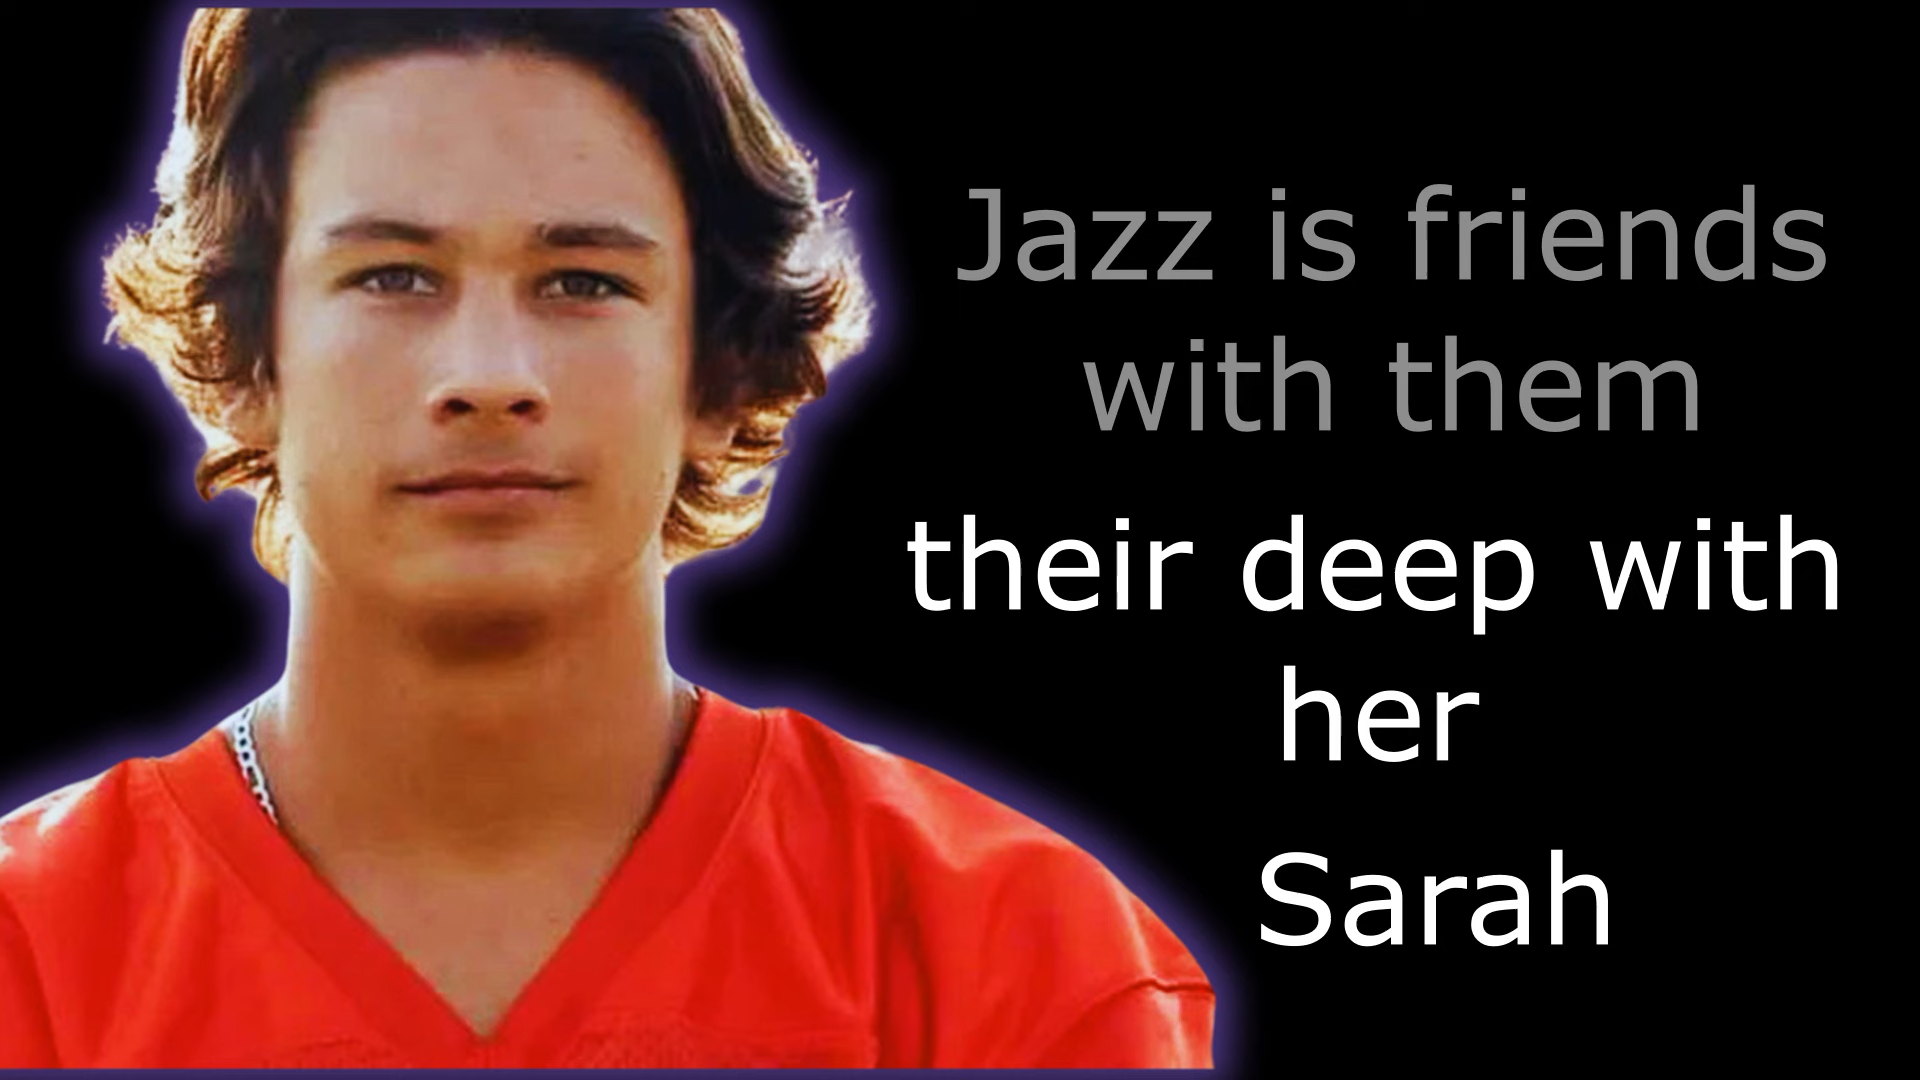 Jazz is friends
with them
their deep with
her
Sarah